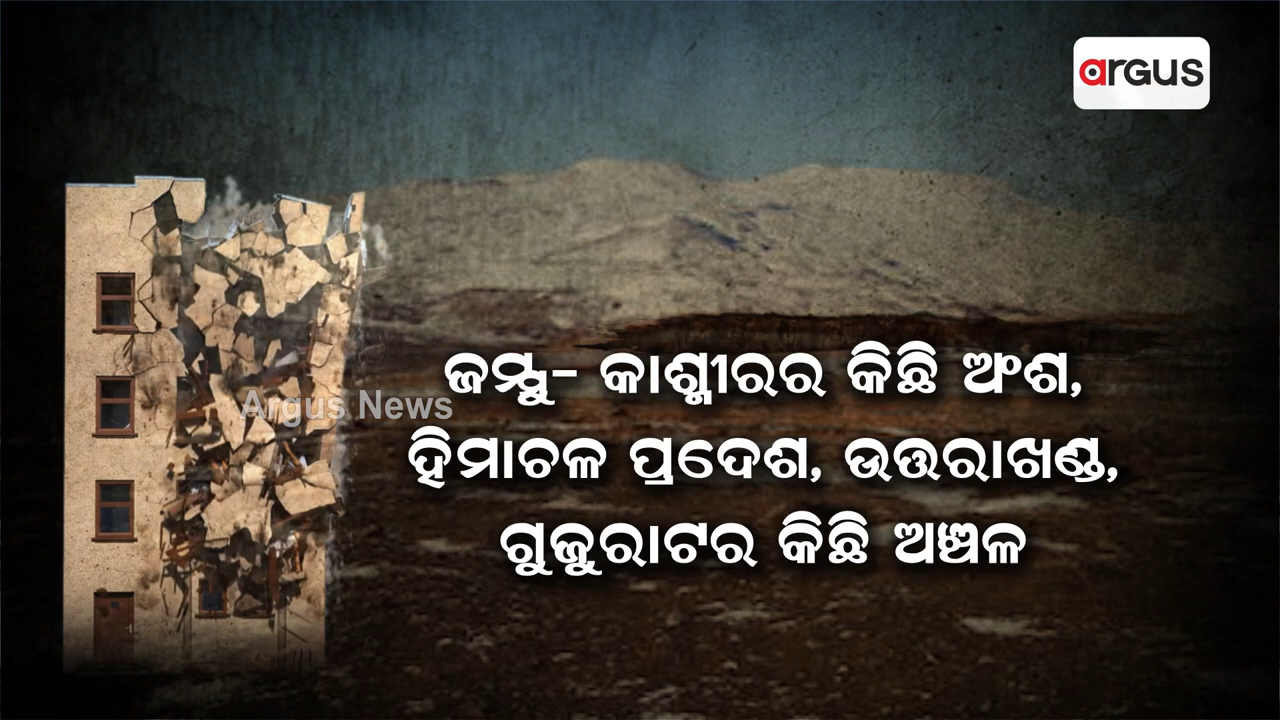 argus
ଜମ୍ମୁ- କାଶ୍ମୀରର କିଛି ଅଂଶ,
Argus News
ହିମାଚଳ ପ୍ରଦେଶ, ଉତ୍ତରାଖଣ୍ଡ,
ଗୁଜୁରାଟର କିଛି ଅଞ୍ଚଳ